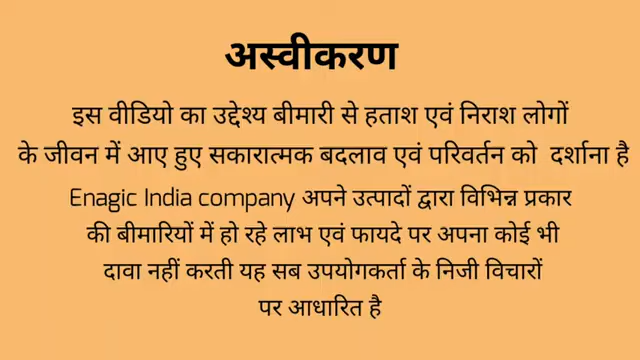 अस्वीकरण
इस वीडियो का उद्देश्य बीमारी से हताश एवं निराश लोगों
के जीवन में आए हुए सकारात्मक बदलाव एवं परिवर्तन को दर्शाना है
Enagic India company अपने उत्पादों द्वारा विभिन्न प्रकार
की बीमारियों में हो रहे लाभ एवं फायदे पर अपना कोई भी
दावा नहीं करती यह सब उपयोगकर्ता के निजी विचारों
पर आधारित है